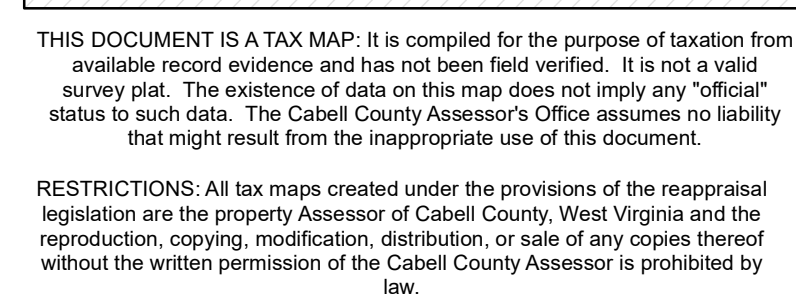 THIS DOCUMENT IS A TAX MAP: It is compiled for the purpose of taxation from
available record evidence and has not been field verified.  It is not a valid
survey plat.  The existence of data on this map does not imply any "official"
status to such data.  The Cabell County Assessor's Office assumes no liability
that might result from the inappropriate use of this document.

RESTRICTIONS: All tax maps created under the provisions of the reappraisal
legislation are the property Assessor of Cabell County, West Virginia and the
reproduction, copying, modification, distribution, or sale of any copies thereof
without the written permission of the Cabell County Assessor is prohibited by
law.